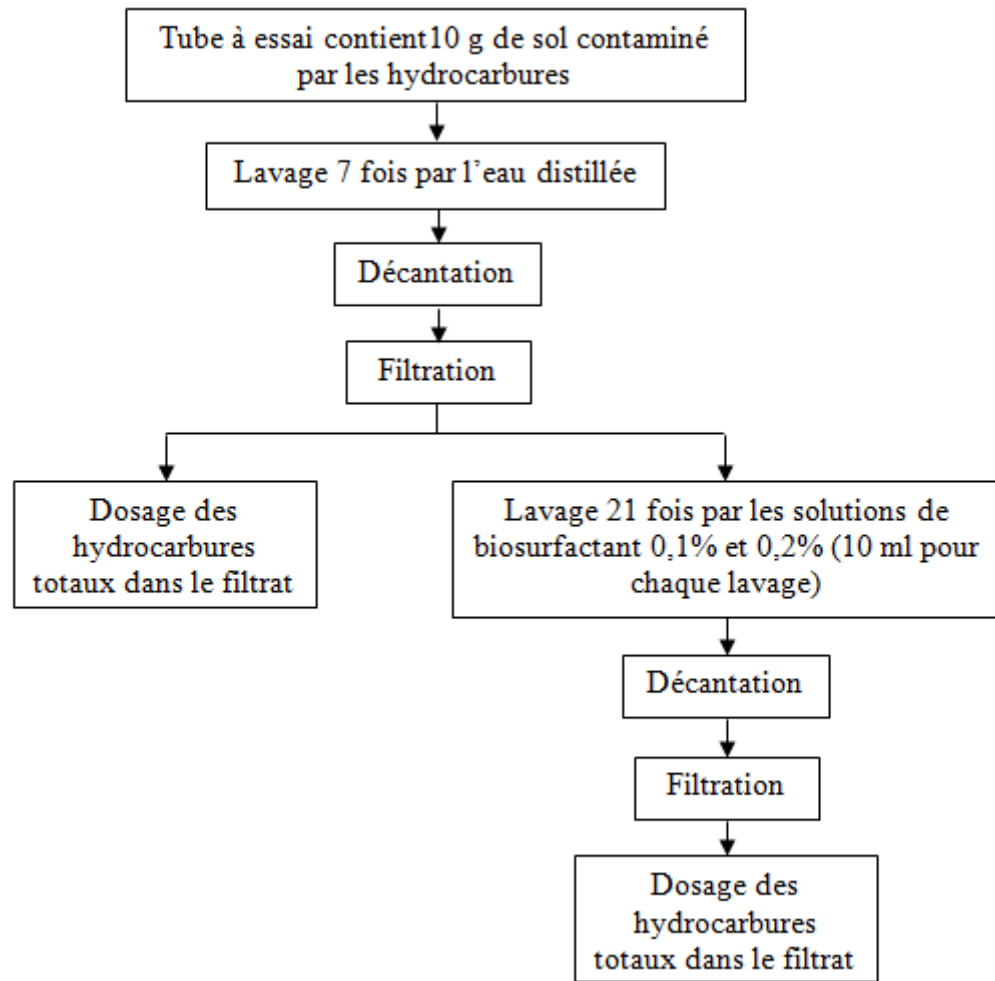 Tube à essai contient10 g de sol contaminé
par les hydrocarbures
Lavage 7 fois par l'eau distillée
Décantation
Filtration
Dosage des
hydrocarbures
totaux dans le filtrat
Lavage 21 fois par les solutions de
biosurfactant 0,1% et 0,2% (10 ml pour
chaque lavage)
Décantation
Filtration
Dosage des
hydrocarbures
totaux dans le filtrat